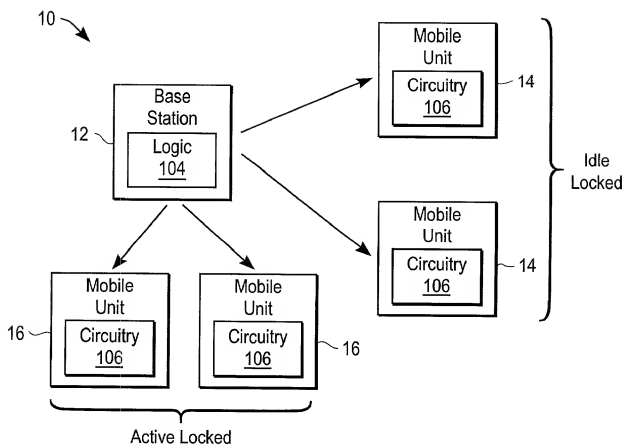 10
Base
Station
12
Logic
104
Mobile
Unit
Circuitry
106
14
Mobile
Unit
Circuitry
106
14
Idle
Locked
Mobile
Unit
Circuitry
106
16
Mobile
Unit
Circuitry
106
16
Active Locked